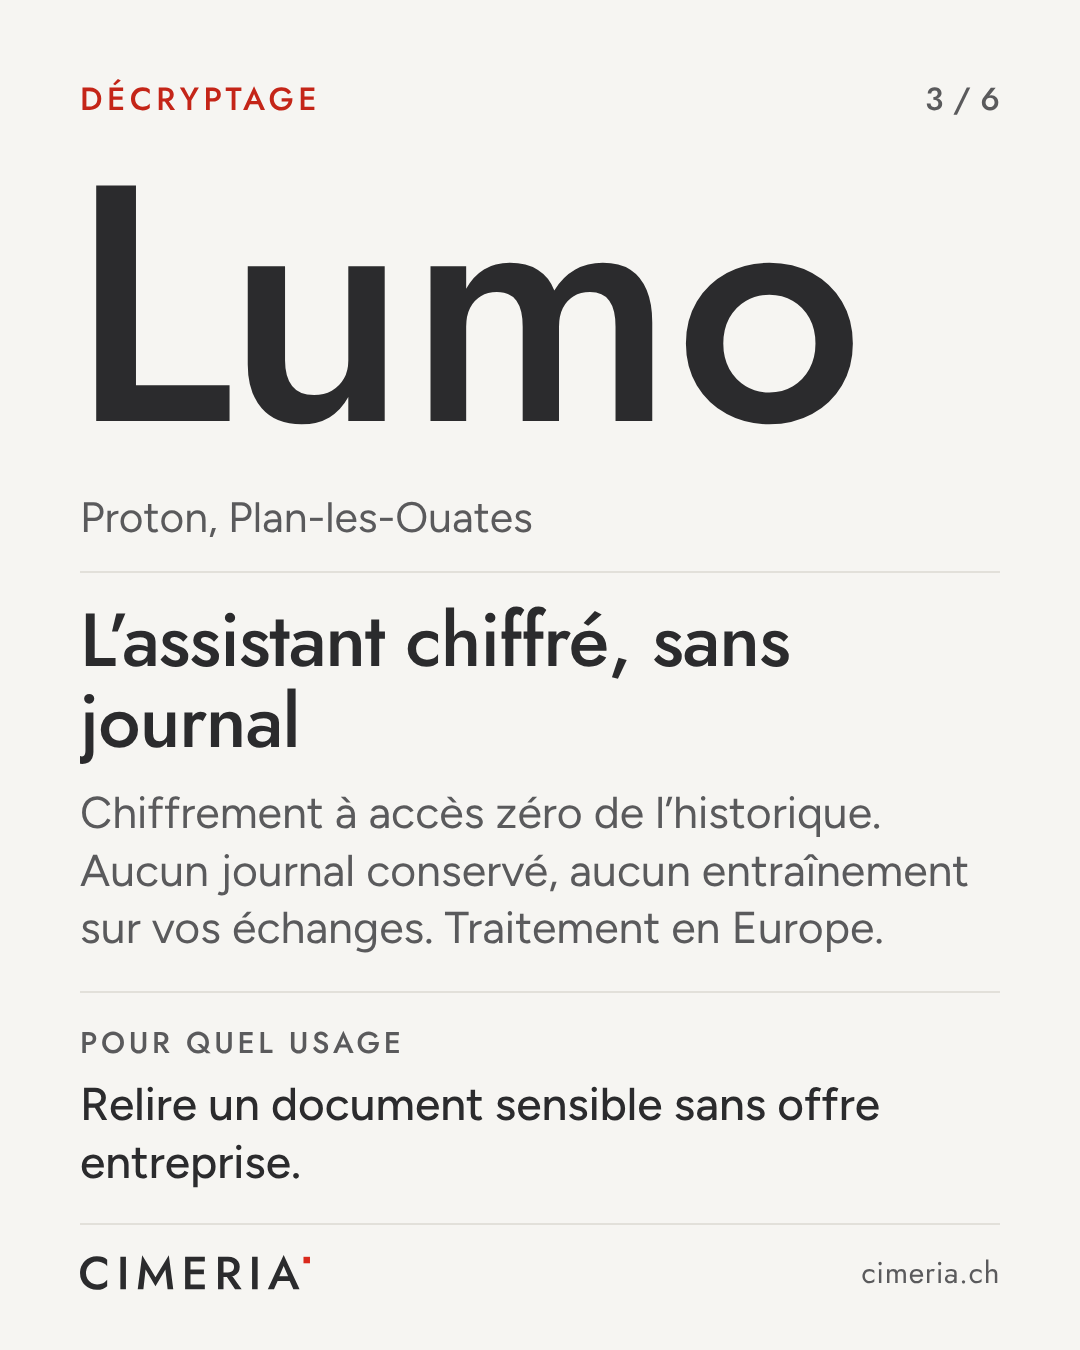 DÉCRYPTAGE
3 / 6
Lumo
Proton, Plan-les-Ouates
L’assistant chiffré, sans
journal
Chiffrement à accès zéro de l’historique.
Aucun journal conservé, aucun entraînement
sur vos échanges. Traitement en Europe.
POUR QUEL USAGE
Relire un document sensible sans offre
entreprise.
CIMERIA
cimeria.ch